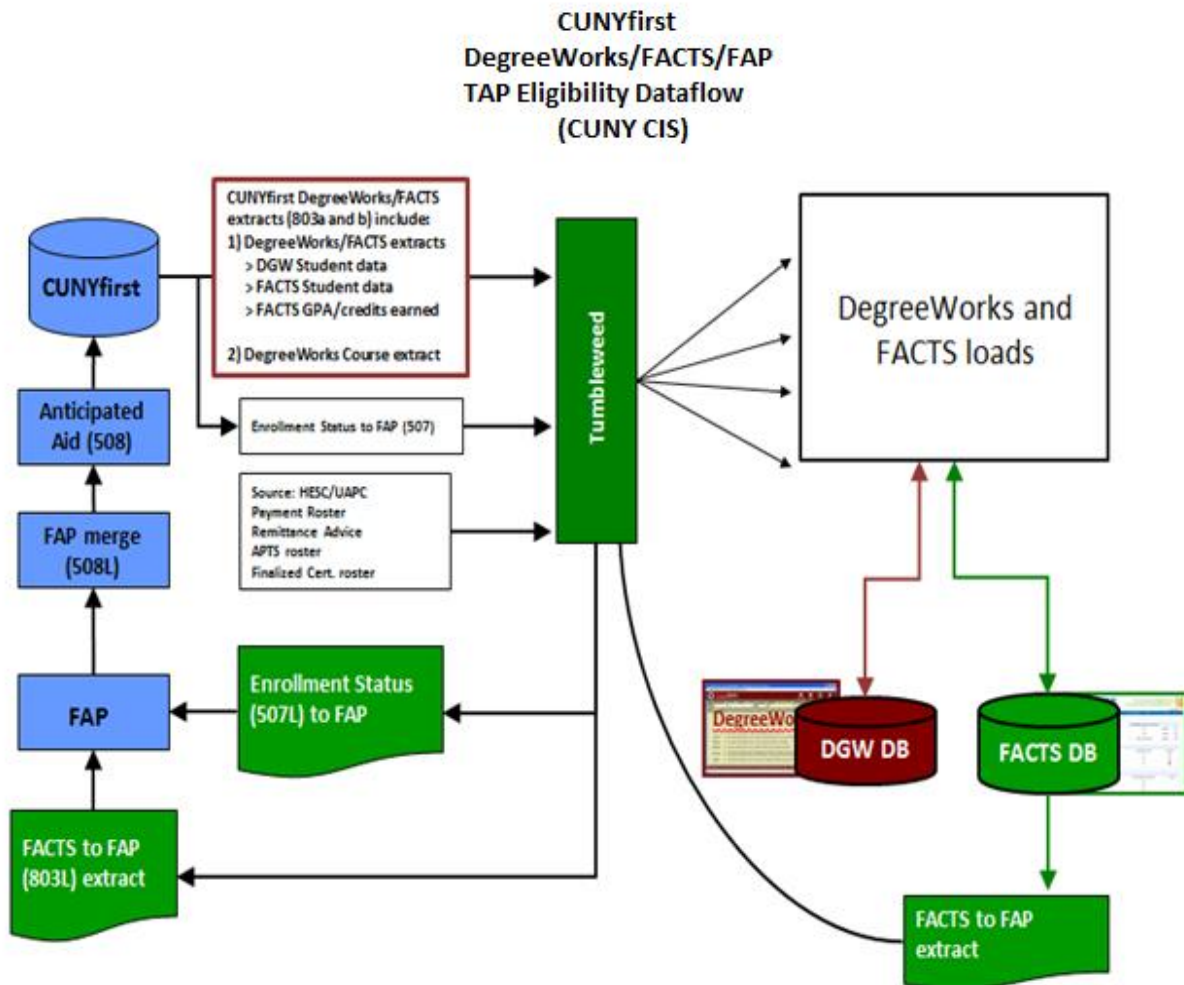 CUNYfirst
DegreeWorks/FACTS/FAP
TAP Eligibility Dataflow
(CUNY CIS)
CUNYfirst
CUNYfirst DegreeWorks/FACTS
extracts (803a and b) include:
1) DegreeWorks/FACTS extracts
> DGW Student data
> FACTS Student data
> FACTS GPA/credits earned
2) DegreeWorks Course extract
Tumbleweed
DegreeWorks and
FACTS loads
Anticipated
Aid (508)
Enrollment Status to FAP (507)
Source: HESC/UAPC
Payment Roster
Remittance Advice
APTS roster
Finalized Cert. roster
FAP merge
(508L)
Enrollment Status
(507L) to FAP
FAP
DegreeWo
DGW DB
FACTS DB
FACTS to FAP
(803L) extract
FACTS to FAP
extract